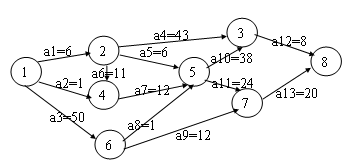 a4=43
3
a12=8
a1=6
2
a5=6
a10=38
8
1
a6=11
5
a2=1
a7=12
a11=24
4
7
a13=20
a3=50
a8=1
a9=12
6